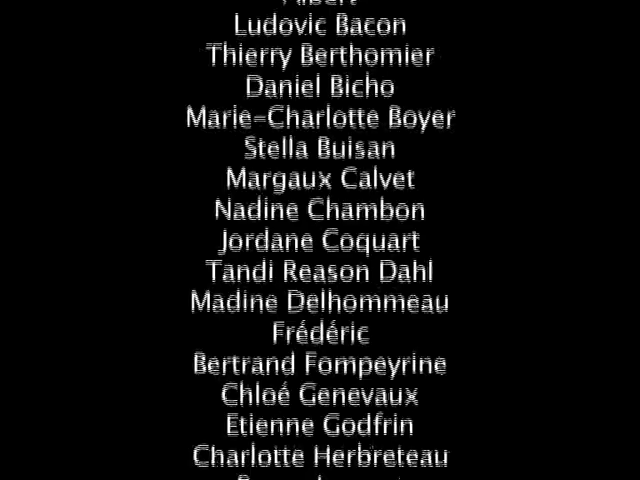 Ludovic Bacon
Thierry Berthomier
Daniel Bicho
Marie-Charlotte Boyer
Stella Buisan
Margaux Calvet
Nadine Chambon
Jordane Coquart
Tandi Reason Dahl
Madine Delhommeau
Frédéric
Bertrand Fompeyrine
Chloé Genevaux
Etienne Godfrin
Charlotte Herbreteau